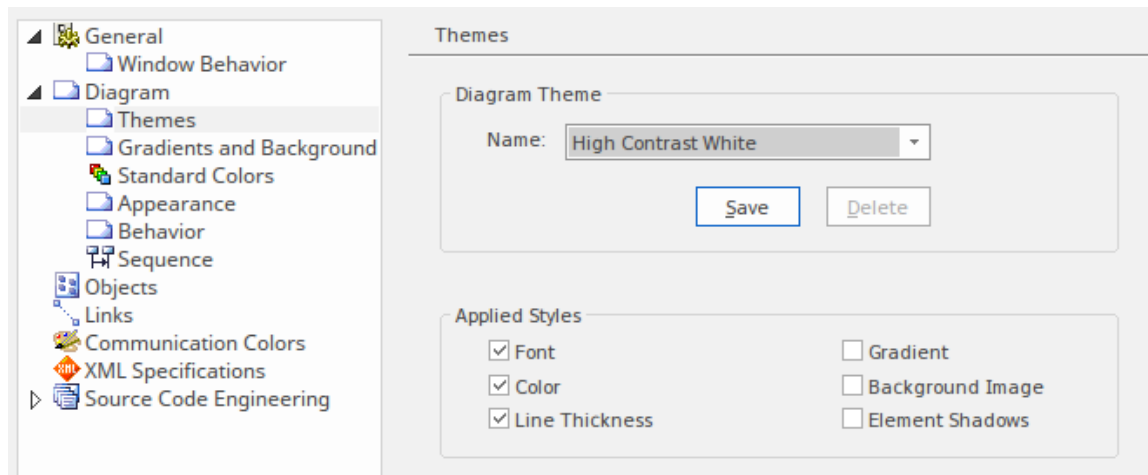 General
Window Behavior
Diagram
Themes
Gradients and Background
Standard Colors
Appearance
Behavior
Sequence
Objects
Links
Communication Colors
XML Specifications
Source Code Engineering
Themes
Diagram Theme
Name: High Contrast White
Save Delete
Applied Styles
Font Gradient
Color Background Image
Line Thickness Element Shadows